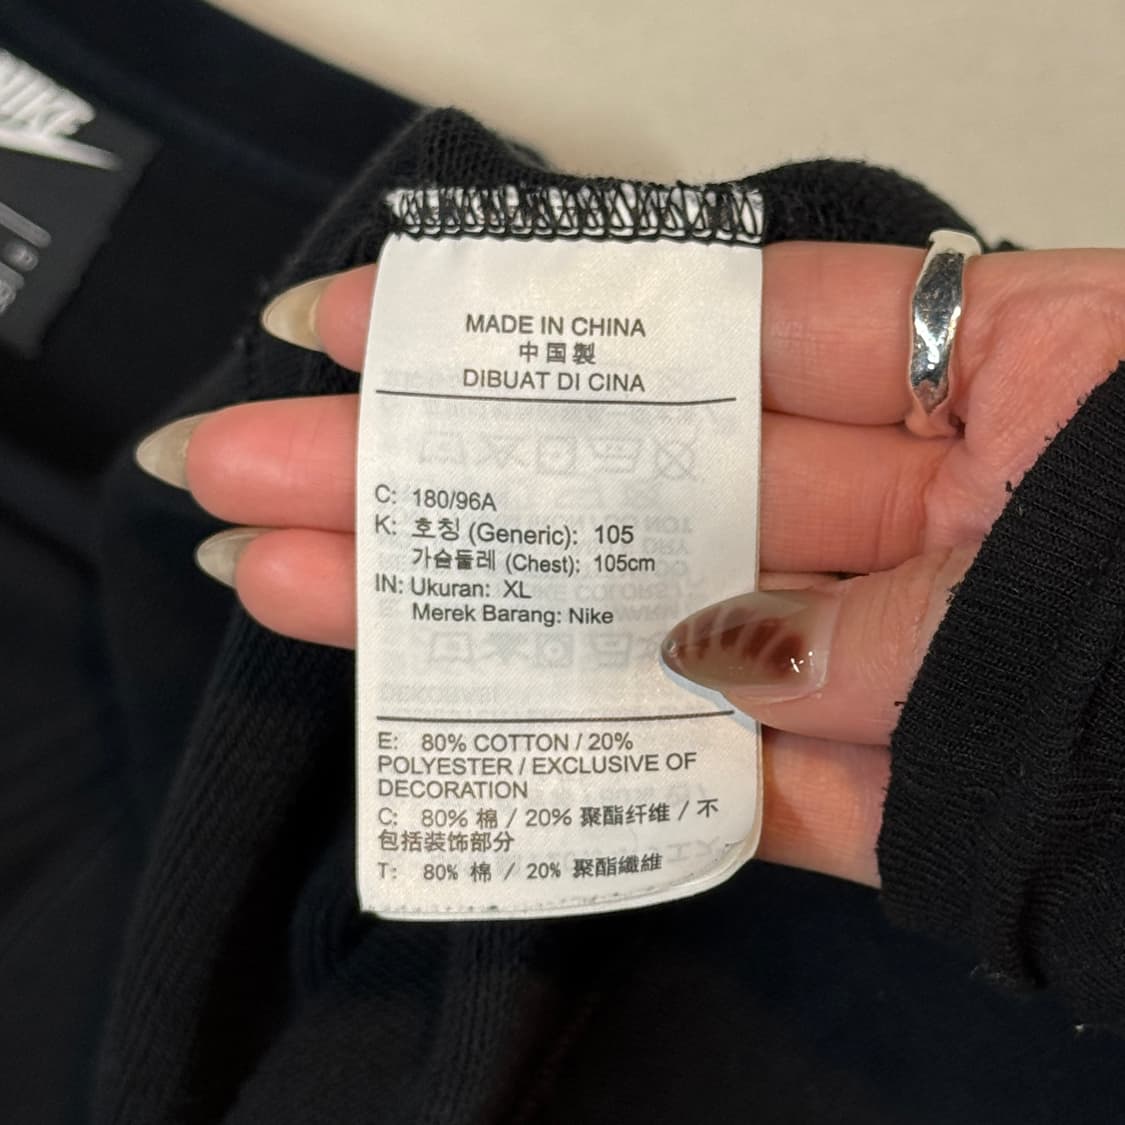 NIKE
MADE IN CHINA
中国製
DIBUAT DI CINA
C: 180/96A
K: 호칭 (Generic): 105
가슴둘레 (Chest): 105cm
IN: Ukuran: XL
Merek Barang: Nike
E: 80% COTTON / 20%
POLYESTER / EXCLUSIVE OF
DECORATION
C: 80% 棉 / 20% 聚酯纤维 / 不
包括装饰部分
T: 80% 棉 / 20% 聚酯纖維